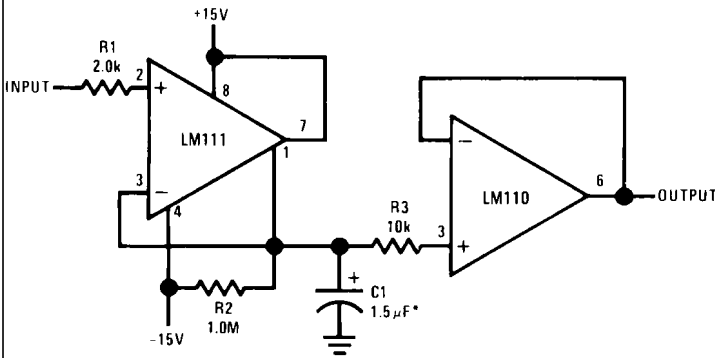 +15V
R1
2.0k
INPUT
2
+
8
LM111
7
1
3
−
4
R2
1.0M
-15V
R3
10k
+
C1
1.5μF*
−
LM110
6
OUTPUT
3
+